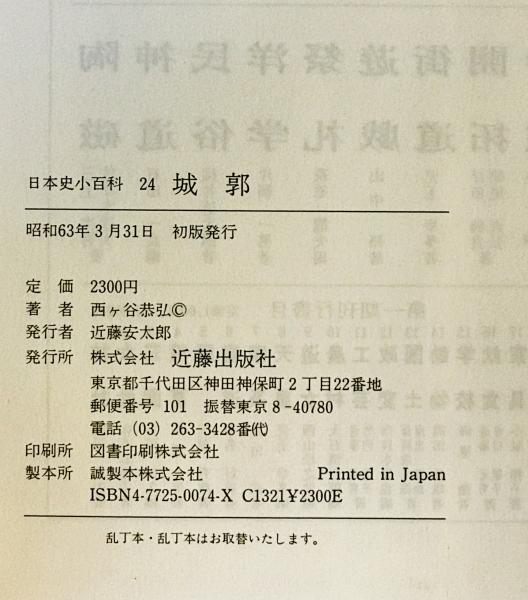 日本史小百科 24 城郭
昭和63年3月31日 初版発行
定価 2300円
著者 西ヶ谷恭弘©
発行者 近藤安太郎
発行所 株式会社 近藤出版社
東京都千代田区神田神保町2丁目22番地
郵便番号 101 振替東京8-40780
電話 (03) 263-3428番(代)
印刷所 図書印刷株式会社
製本所 誠製本株式会社 Printed in Japan
ISBN4-7725-0074-X C1321¥2300E
乱丁本・乱丁本はお取替いたします。